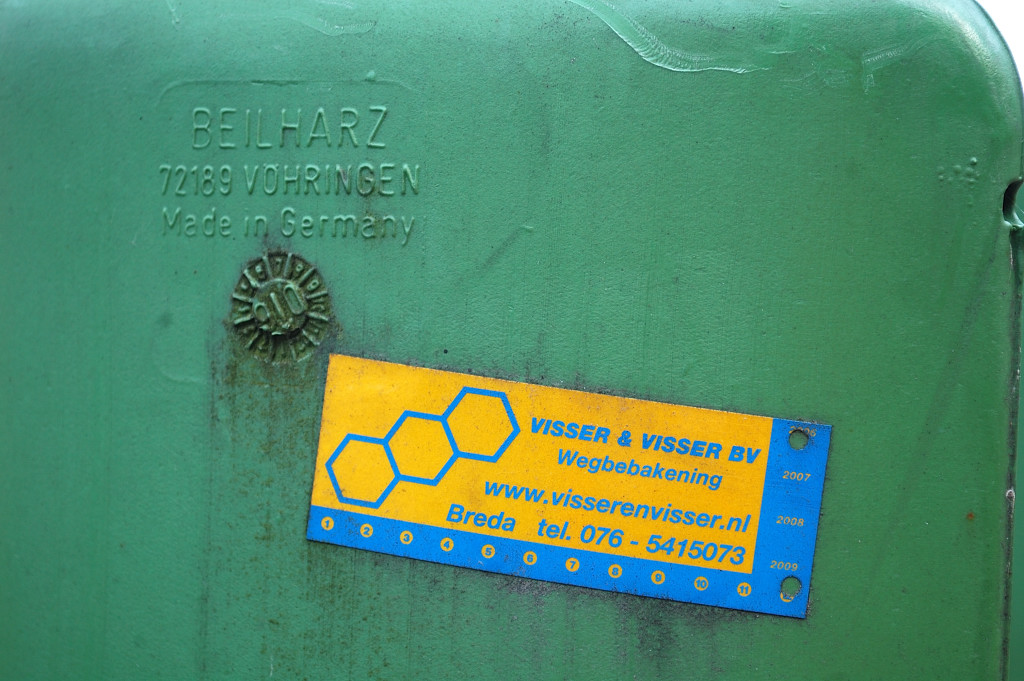 BEILHARZ
72189 VÖHRINGEN
Made in Germany
VISSER & VISSER BV
Wegbebakening
www.visserenvisser.nl
Breda tel. 076 - 5415073
1 2 3 4 5 6 7 8 9 10 11
2007
2008
2009